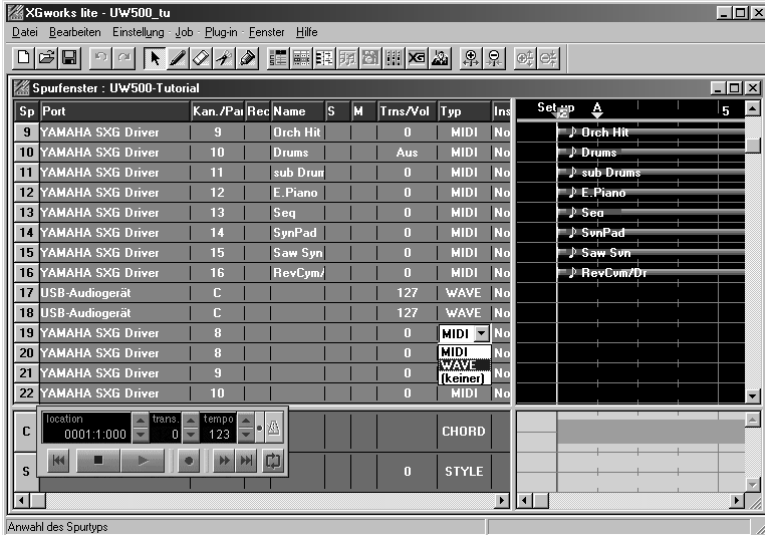 XGworks lite - UW500_tu
Datei Bearbeiten Einstellung Job Plug-in Fenster Hilfe
XG
Spurfenster : UW500-Tutorial
Sp Port Kan./Par Rec Name S M Trns/Vol Typ Ins
Set up A 5
9 YAMAHA SXG Driver 9 Orch Hit 0 MIDI No Orch Hit
10 YAMAHA SXG Driver 10 Drums Aus MIDI No Drums
11 YAMAHA SXG Driver 11 sub Drum 0 MIDI No sub Drums
12 YAMAHA SXG Driver 12 E.Piano 0 MIDI No E.Piano
13 YAMAHA SXG Driver 13 Seq 0 MIDI No Seq
14 YAMAHA SXG Driver 14 SynPad 0 MIDI No SynPad
15 YAMAHA SXG Driver 15 Saw Syn 0 MIDI No Saw Syn
16 YAMAHA SXG Driver 16 RevCym/ 0 MIDI No RevCym/Dr
17 USB-Audiogerät C 127 WAVE No
18 USB-Audiogerät C 127 WAVE No
19 YAMAHA SXG Driver 8 0 MIDI No
20 YAMAHA SXG Driver 8 0 MIDI No
21 YAMAHA SXG Driver 9 0 WAVE No
(keiner)
22 YAMAHA SXG Driver 10 0 MIDI No
location trans. tempo
0001:1:000 0 123
C CHORD
S 0 STYLE
Anwahl des Spurtyps